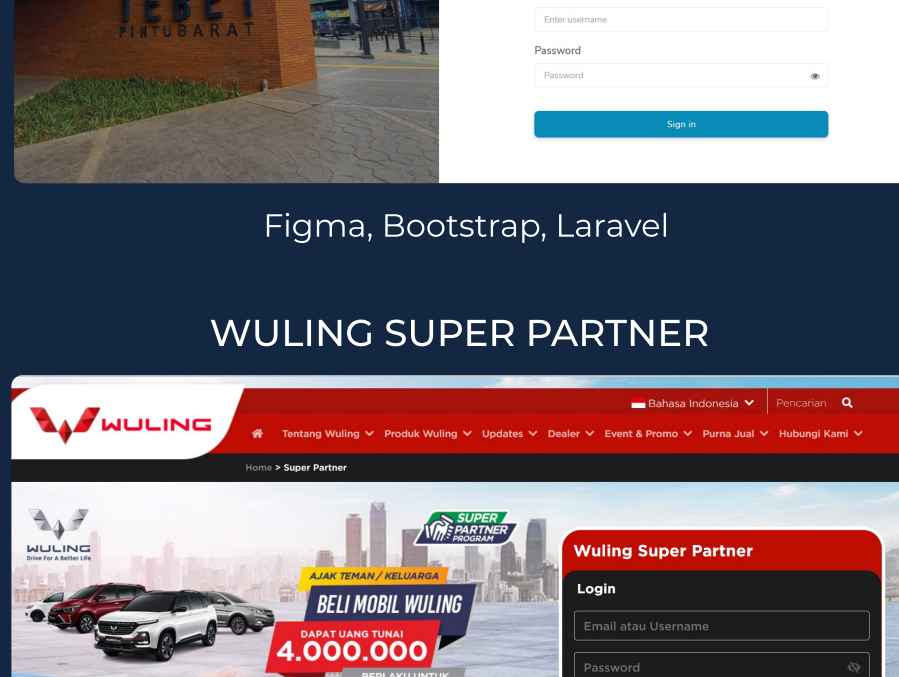 TEBET
PINTUBARAT
Enter username
Password
Password
Sign in
Figma, Bootstrap, Laravel
WULING SUPER PARTNER
Bahasa Indonesia
Pencarian
WULING
Tentang Wuling
Produk Wuling
Updates
Dealer
Event & Promo
Purna Jual
Hubungi Kami
Home > Super Partner
WULING
Drive For A Better Life
SUPER
PARTNER
PROGRAM
AJAK TEMAN / KELUARGA
BELI MOBIL WULING
DAPAT UANG TUNAI
4.000.000
BERLAKU UNTUK
Wuling Super Partner
Login
Email atau Username
Password